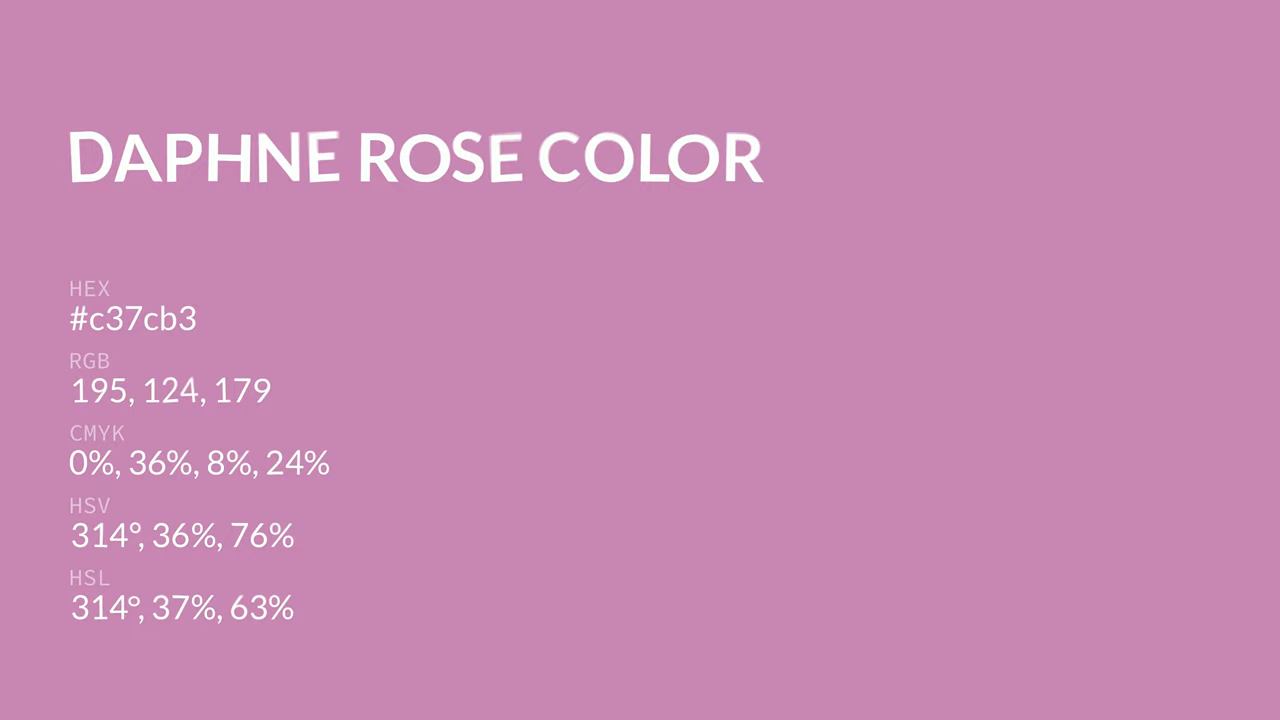 DAPHNE ROSE COLOR
HEX
#c37cb3
RGB
195, 124, 179
CMYK
0%, 36%, 8%, 24%
HSV
314°, 36%, 76%
HSL
314°, 37%, 63%